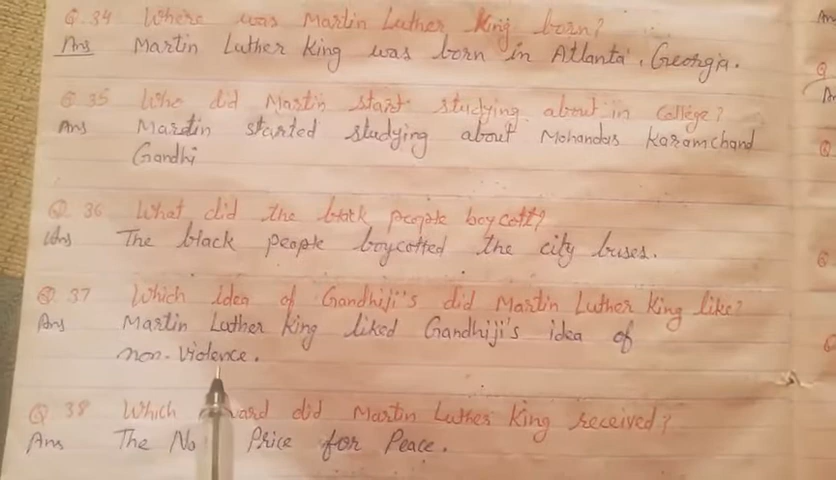 Q.34 Where was Martin Luther King born?
Ans Martin Luther King was born in Atlanta, Georgia.
Q 35 Who did Martin start studying about in College?
Ans Martin started studying about Mohandas Karamchand
Gandhi
Q. 36 What did the black people boycott?
Ans The black people boycotted the city buses.
Q. 37 Which idea of Gandhiji's did Martin Luther King like?
Ans Martin Luther King liked Gandhiji's idea of
non-violence.
Q. 38 Which did Martin Luther King received?
Ans The Price for Peace.